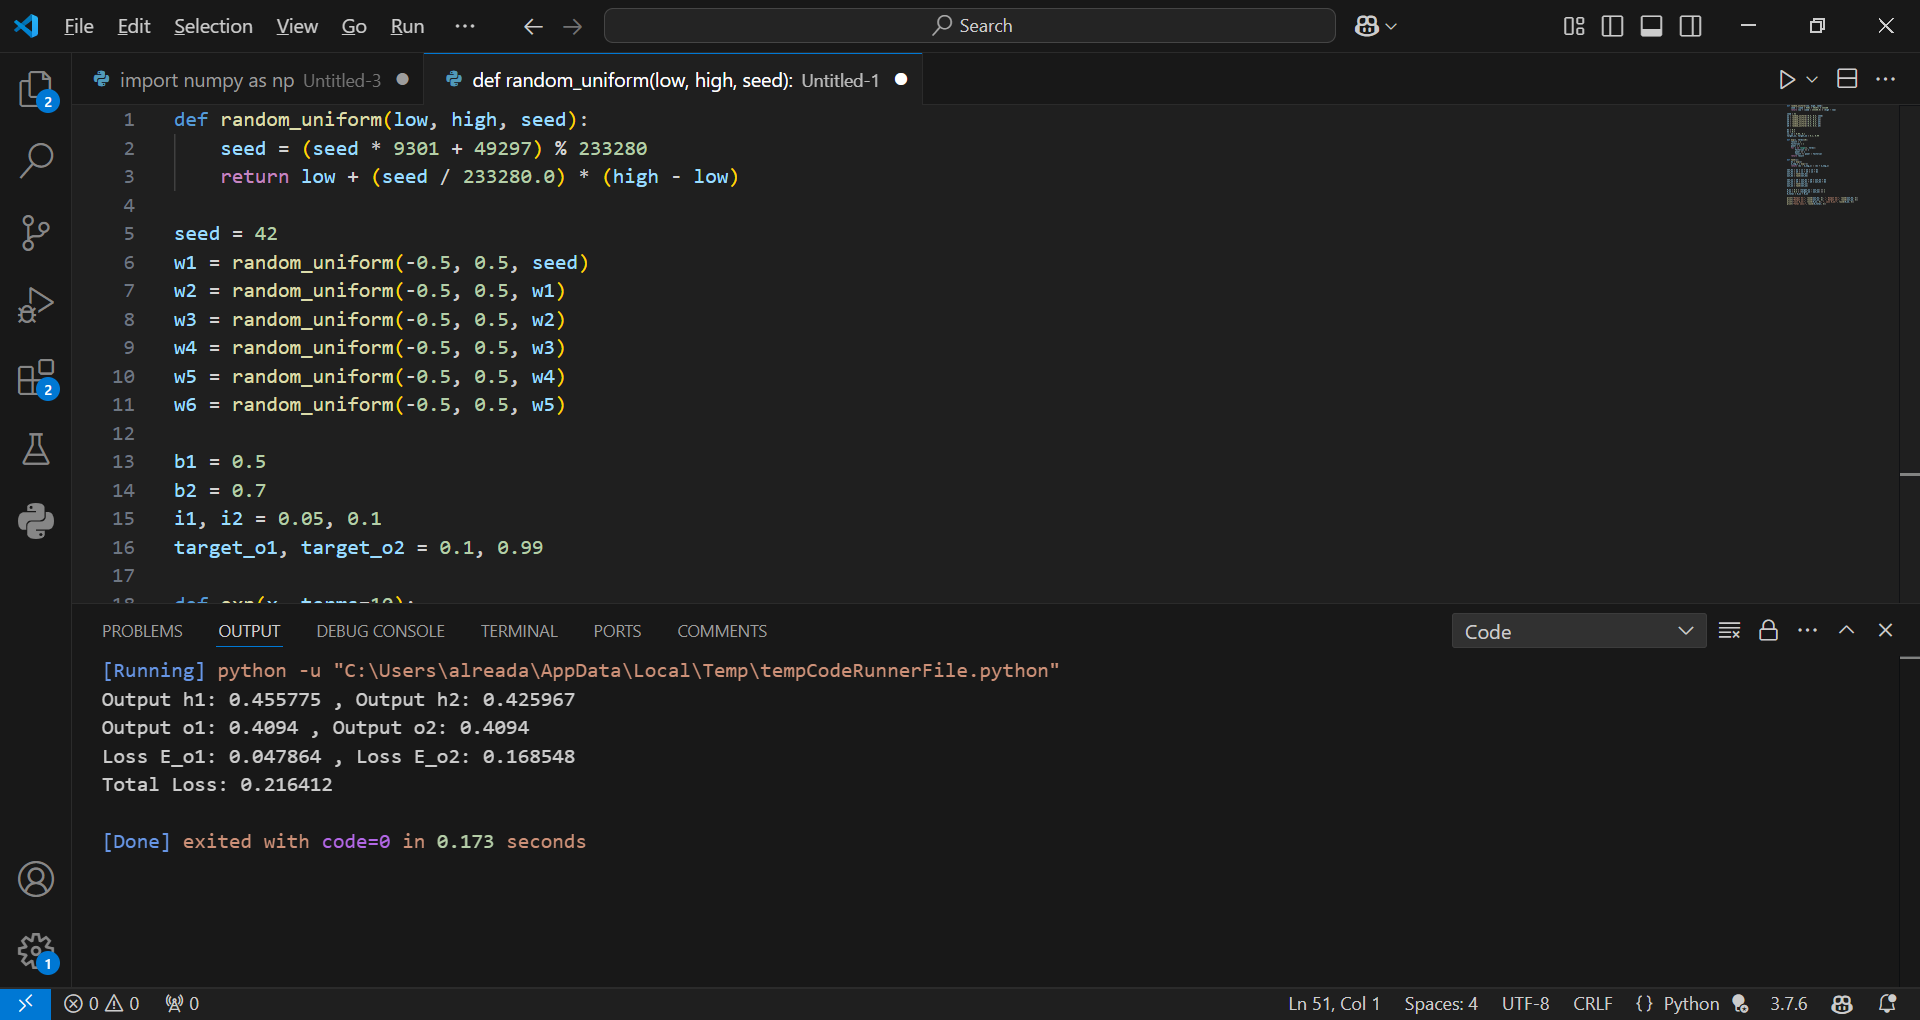 File Edit Selection View Go Run ··· Search
import numpy as np Untitled-3 def random_uniform(low, high, seed): Untitled-1
1 def random_uniform(low, high, seed):
2 seed = (seed * 9301 + 49297) % 233280
3 return low + (seed / 233280.0) * (high - low)
4
5 seed = 42
6 w1 = random_uniform(-0.5, 0.5, seed)
7 w2 = random_uniform(-0.5, 0.5, w1)
8 w3 = random_uniform(-0.5, 0.5, w2)
9 w4 = random_uniform(-0.5, 0.5, w3)
10 w5 = random_uniform(-0.5, 0.5, w4)
11 w6 = random_uniform(-0.5, 0.5, w5)
12
13 b1 = 0.5
14 b2 = 0.7
15 i1, i2 = 0.05, 0.1
16 target_o1, target_o2 = 0.1, 0.99
17
18 def exp(x, terms=10):
2
2
1
PROBLEMS OUTPUT DEBUG CONSOLE TERMINAL PORTS COMMENTS Code
[Running] python -u "C:\Users\alreada\AppData\Local\Temp\tempCodeRunnerFile.python"
Output h1: 0.455775 , Output h2: 0.425967
Output o1: 0.4094 , Output o2: 0.4094
Loss E_o1: 0.047864 , Loss E_o2: 0.168548
Total Loss: 0.216412
[Done] exited with code=0 in 0.173 seconds
0 0 0 Ln 51, Col 1 Spaces: 4 UTF-8 CRLF {} Python 3.7.6